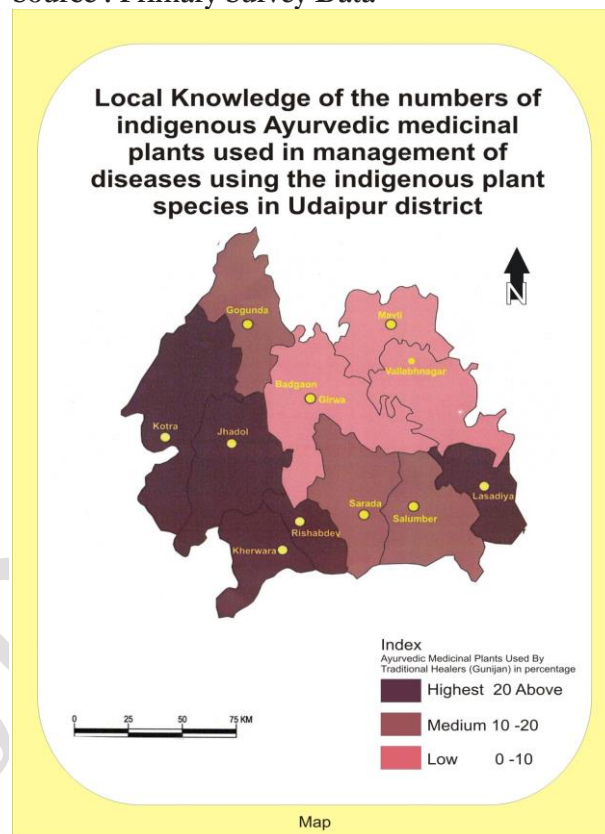 Source : Primary Survey Data
Local Knowledge of the numbers of
indigenous Ayurvedic medicinal
plants used in management of
diseases using the indigenous plant
species in Udaipur district
N
Gogunda
Mavli
Vallabhnagar
Badgaon
Girwa
Kotra
Jhadol
Lasadiya
Sarada
Salumber
Rishabdev
Kherwara
Index
Ayurvedic Medicinal Plants Used By
Traditional Healers (Gunijan) in percentage
Highest 20 Above
Medium 10 -20
Low 0 -10
0 25 50 75 KM
Map